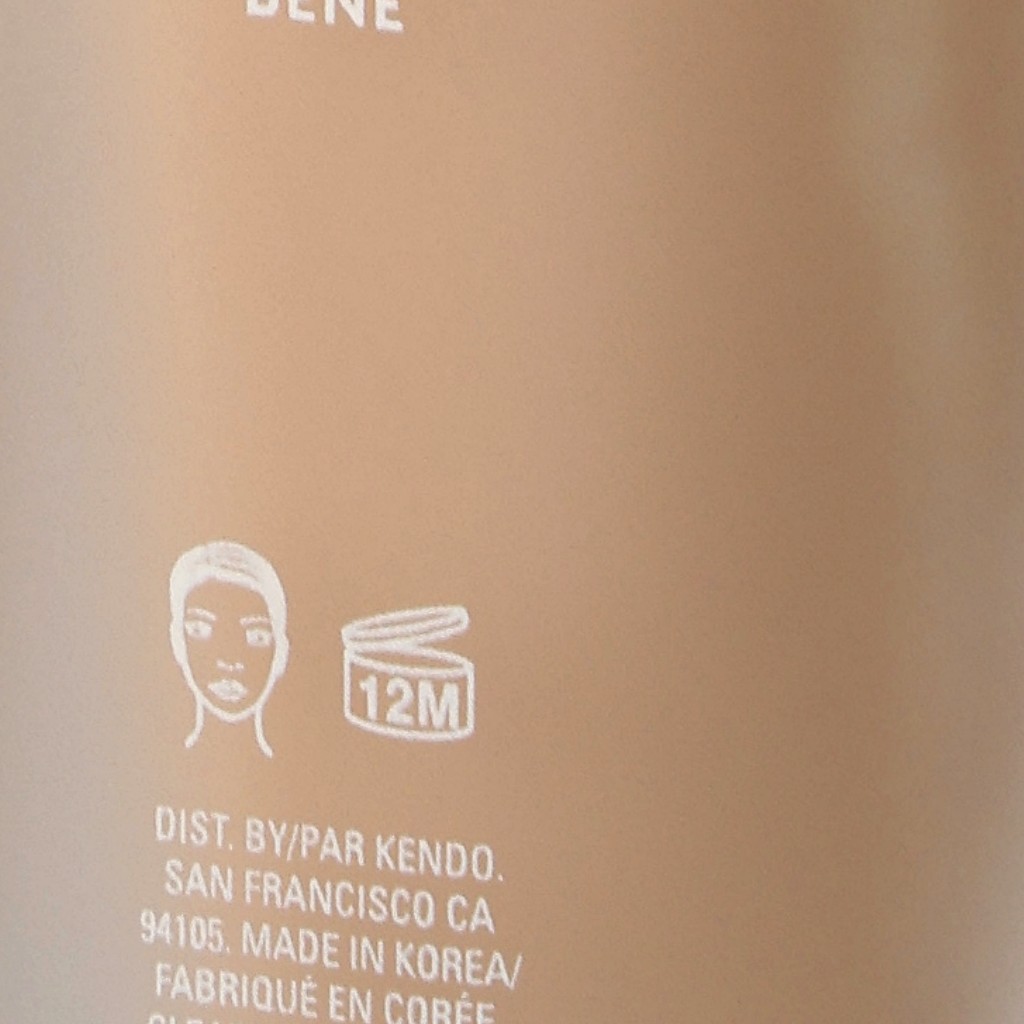 BENE
12M
DIST. BY/PAR KENDO.
SAN FRANCISCO CA
94105. MADE IN KOREA/
FABRIQUÉ EN CORÉE